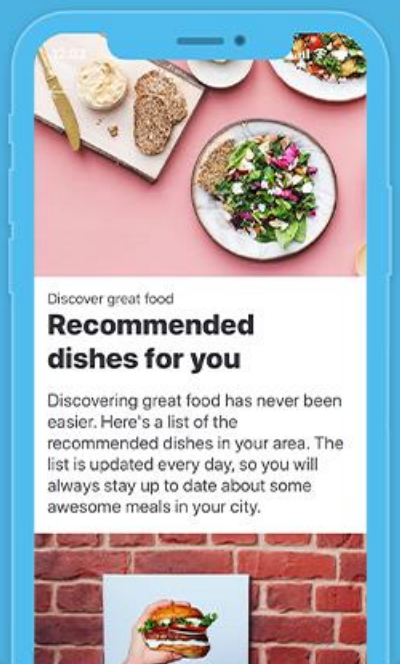 Discover great food
Recommended
dishes for you
Discovering great food has never been
easier. Here's a list of the
recommended dishes in your area. The
list is updated every day, so you will
always stay up to date about some
awesome meals in your city.